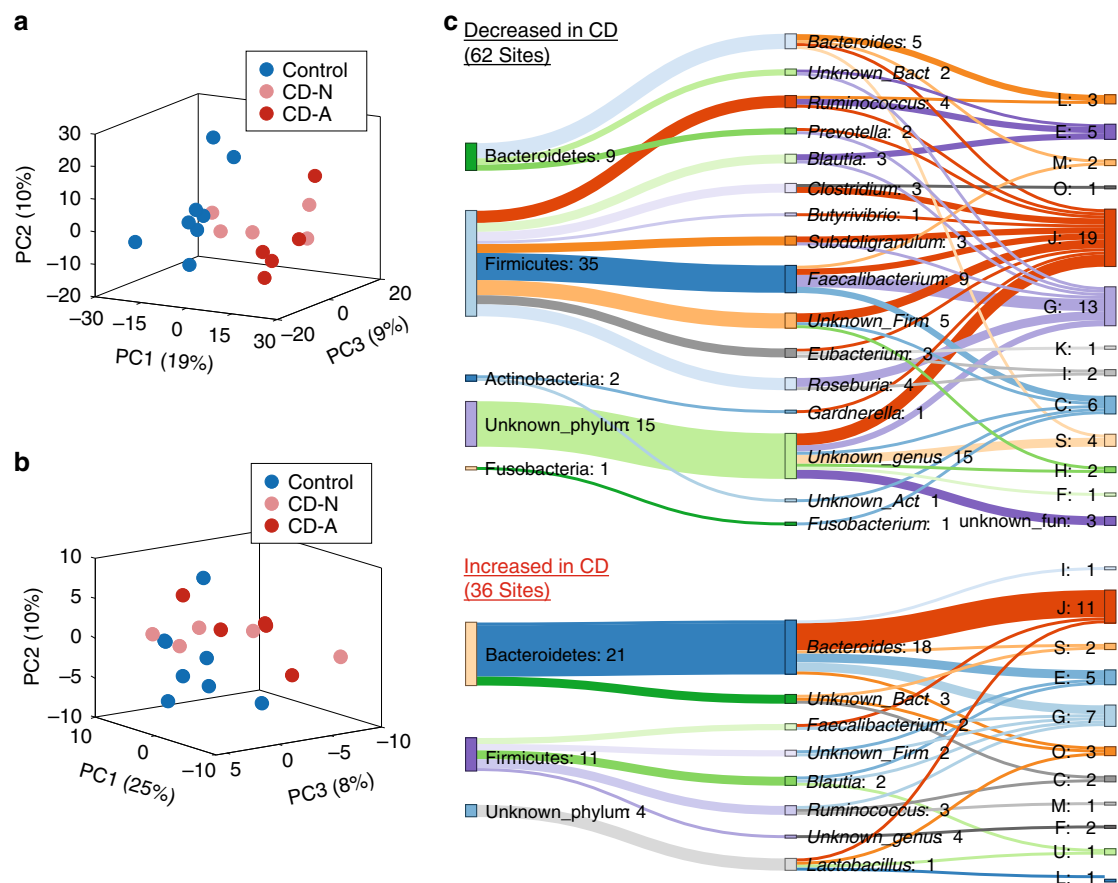 a
Control
CD-N
CD-A
30
20
10
0
−10
−20
PC2 (10%)
−30
−15
0
15
30
PC1 (19%)
−20
0
20
PC3 (9%)
b
Control
CD-N
CD-A
10
5
0
−5
−10
PC2 (10%)
10
0
−10
PC1 (25%)
5
0
−5
−10
PC3 (8%)
c
Decreased in CD
(62 Sites)
Bacteroidetes: 9
Firmicutes: 35
Actinobacteria: 2
Unknown_phylum: 15
Fusobacteria: 1
Bacteroides: 5
Unknown_Bact 2
Ruminococcus: 4
Prevotella: 2
Blautia: 3
Clostridium: 3
Butyrivibrio: 1
Subdoligranulum: 3
Faecalibacterium: 9
Unknown_Firm 5
Eubacterium: 3
Roseburia: 4
Gardnerella: 1
Unknown_genus 15
Unknown_Act 1
Fusobacterium: 1
L: 3
E: 5
M: 2
O: 1
J: 19
G: 13
K: 1
I: 2
C: 6
S: 4
H: 2
F: 1
unknown_fun: 3
Increased in CD
(36 Sites)
Bacteroidetes: 21
Firmicutes: 11
Unknown_phylum 4
Bacteroides: 18
Unknown_Bact 3
Faecalibacterium: 2
Unknown_Firm 2
Blautia: 2
Ruminococcus: 3
Unknown_genus: 4
Lactobacillus: 1
I: 1
J: 11
S: 2
E: 5
G: 7
O: 3
C: 2
M: 1
F: 2
U: 1
L: 1